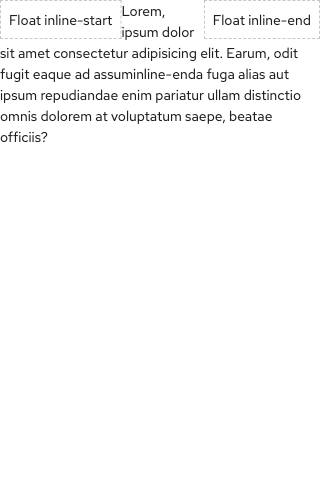 Float inline-start
Lorem,
ipsum dolor
Float inline-end
sit amet consectetur adipisicing elit. Earum, odit
fugit eaque ad assuminline-enda fuga alias aut
ipsum repudiandae enim pariatur ullam distinctio
omnis dolorem at voluptatum saepe, beatae
officiis?